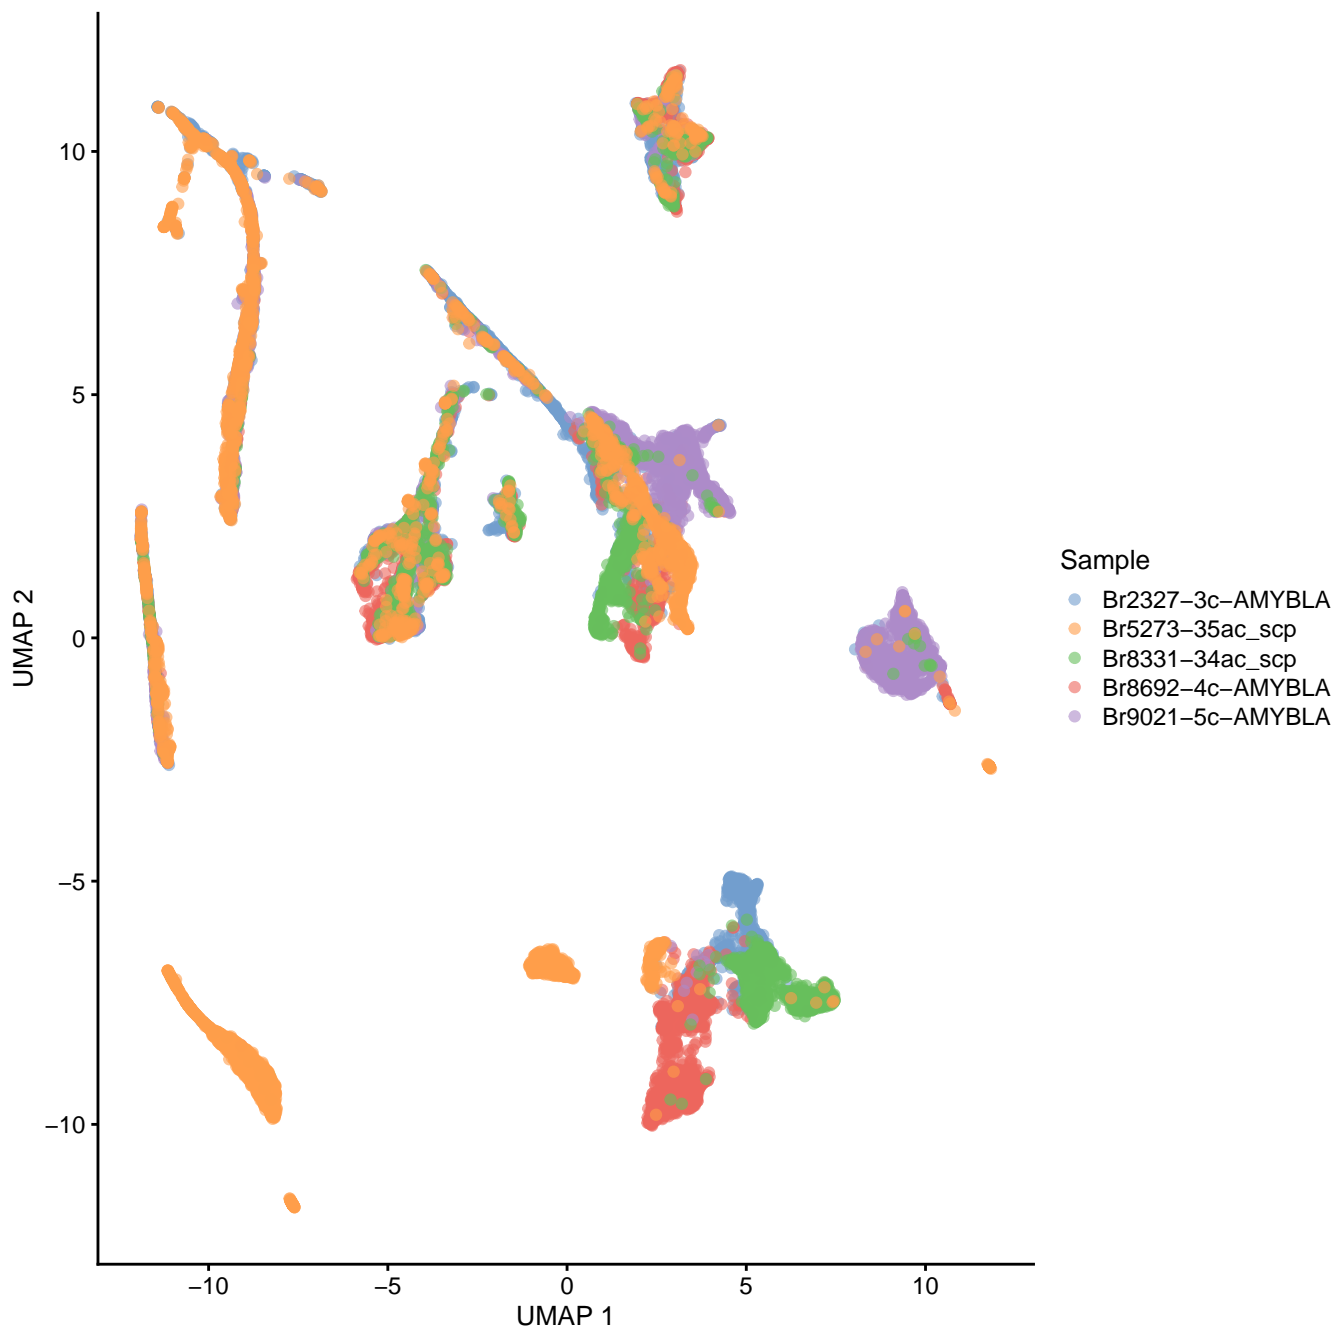 10
5
0
−5
−10
−10
−5
0
5
10
UMAP 1
UMAP 2
Sample
Br2327−3c−AMYBLA
Br5273−35ac_scp
Br8331−34ac_scp
Br8692−4c−AMYBLA
Br9021−5c−AMYBLA